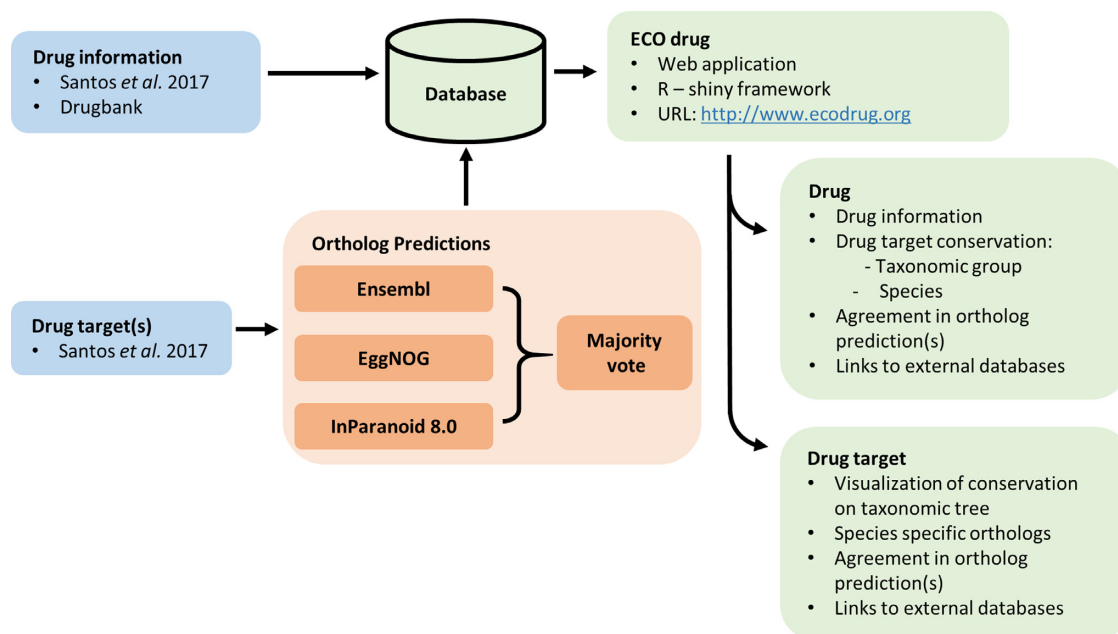 Drug information
• Santos et al. 2017
• Drugbank
Database
ECO drug
• Web application
• R – shiny framework
• URL: http://www.ecodrug.org
Drug target(s)
• Santos et al. 2017
Ortholog Predictions
Ensembl
EggNOG
InParanoid 8.0
Majority
vote
Drug
• Drug information
• Drug target conservation:
- Taxonomic group
- Species
• Agreement in ortholog
prediction(s)
• Links to external databases
Drug target
• Visualization of conservation
on taxonomic tree
• Species specific orthologs
• Agreement in ortholog
prediction(s)
• Links to external databases